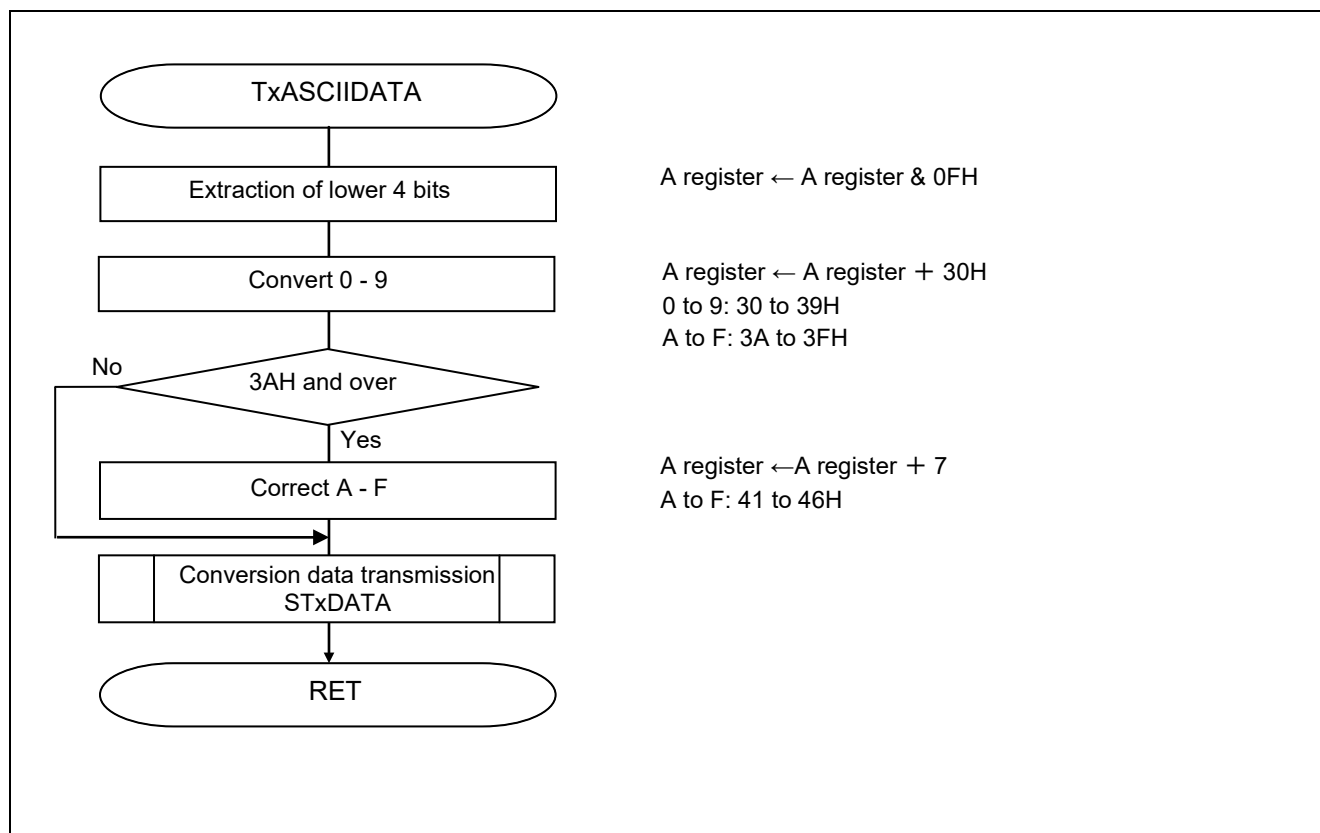 TxASCIIDATA
Extraction of lower 4 bits
A register ← A register & 0FH
Convert 0 - 9
A register ← A register + 30H
0 to 9: 30 to 39H
A to F: 3A to 3FH
No
3AH and over
Yes
Correct A - F
A register ←A register + 7
A to F: 41 to 46H
Conversion data transmission
STxDATA
RET